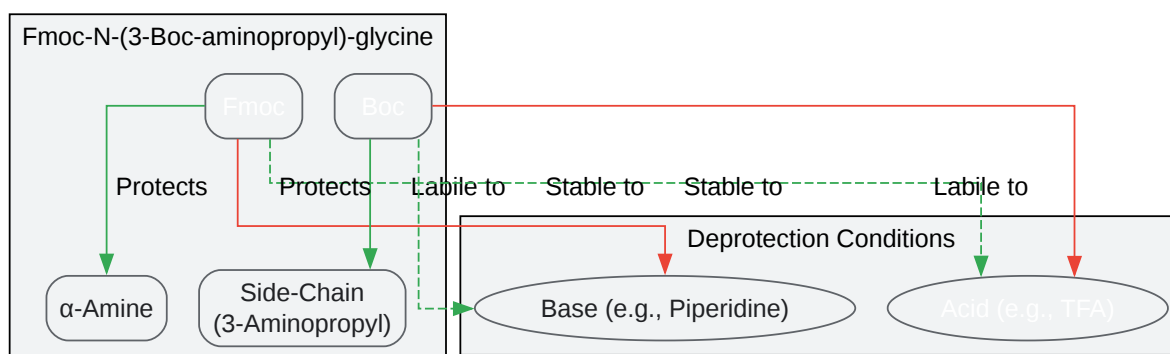 Fmoc-N-(3-Boc-aminopropyl)-glycine
Fmoc
Boc
Protects
Protects
Labile to
Stable to
Stable to
Labile to
Deprotection Conditions
α-Amine
Side-Chain
(3-Aminopropyl)
Base (e.g., Piperidine)
Acid (e.g., TFA)